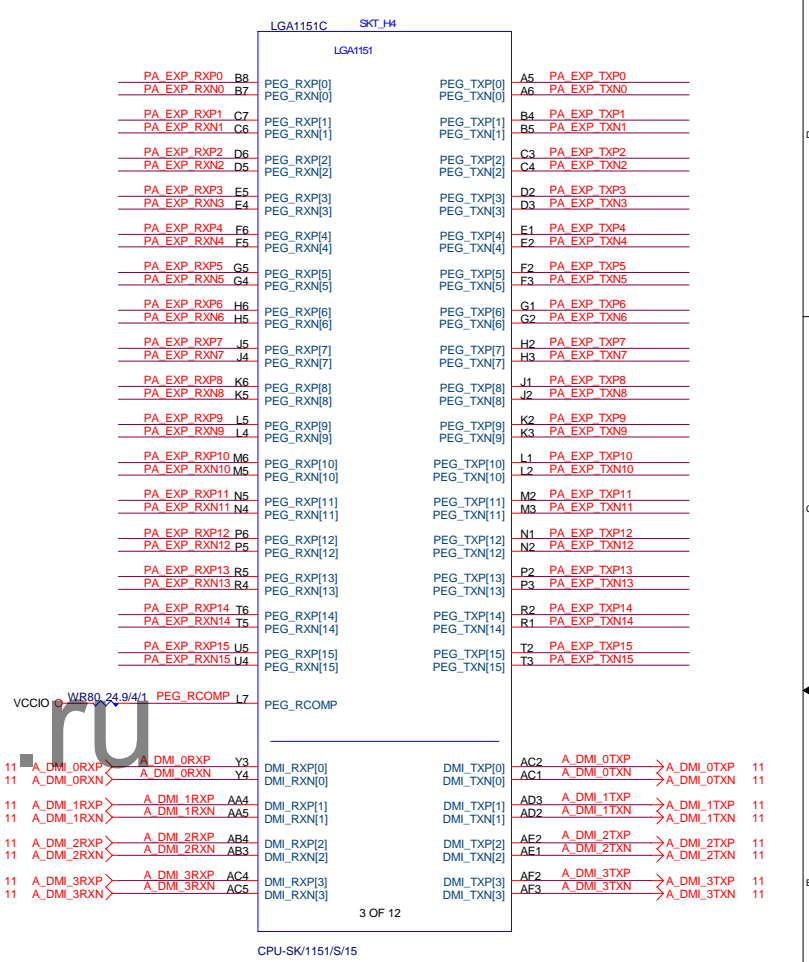 LGA1151C SKT_H4
LGA1151
PA_EXP_RXP0 B8 PEG_RXP[0] PEG_TXP[0] A5 PA_EXP_TXP0
PA_EXP_RXN0 B7 PEG_RXN[0] PEG_TXN[0] A6 PA_EXP_TXN0
PA_EXP_RXP1 C7 PEG_RXP[1] PEG_TXP[1] B4 PA_EXP_TXP1
PA_EXP_RXN1 C6 PEG_RXN[1] PEG_TXN[1] B5 PA_EXP_TXN1
PA_EXP_RXP2 D6 PEG_RXP[2] PEG_TXP[2] C3 PA_EXP_TXP2
PA_EXP_RXN2 D5 PEG_RXN[2] PEG_TXN[2] C4 PA_EXP_TXN2
PA_EXP_RXP3 E5 PEG_RXP[3] PEG_TXP[3] D2 PA_EXP_TXP3
PA_EXP_RXN3 E4 PEG_RXN[3] PEG_TXN[3] D3 PA_EXP_TXN3
PA_EXP_RXP4 F6 PEG_RXP[4] PEG_TXP[4] E1 PA_EXP_TXP4
PA_EXP_RXN4 F5 PEG_RXN[4] PEG_TXN[4] E2 PA_EXP_TXN4
PA_EXP_RXP5 G5 PEG_RXP[5] PEG_TXP[5] F2 PA_EXP_TXP5
PA_EXP_RXN5 G4 PEG_RXN[5] PEG_TXN[5] F3 PA_EXP_TXN5
PA_EXP_RXP6 H6 PEG_RXP[6] PEG_TXP[6] G1 PA_EXP_TXP6
PA_EXP_RXN6 H5 PEG_RXN[6] PEG_TXN[6] G2 PA_EXP_TXN6
PA_EXP_RXP7 J5 PEG_RXP[7] PEG_TXP[7] H2 PA_EXP_TXP7
PA_EXP_RXN7 J4 PEG_RXN[7] PEG_TXN[7] H3 PA_EXP_TXN7
PA_EXP_RXP8 K6 PEG_RXP[8] PEG_TXP[8] J1 PA_EXP_TXP8
PA_EXP_RXN8 K5 PEG_RXN[8] PEG_TXN[8] J2 PA_EXP_TXN8
PA_EXP_RXP9 L5 PEG_RXP[9] PEG_TXP[9] K2 PA_EXP_TXP9
PA_EXP_RXN9 L4 PEG_RXN[9] PEG_TXN[9] K3 PA_EXP_TXN9
PA_EXP_RXP10 M6 PEG_RXP[10] PEG_TXP[10] L1 PA_EXP_TXP10
PA_EXP_RXN10 M5 PEG_RXN[10] PEG_TXN[10] L2 PA_EXP_TXN10
PA_EXP_RXP11 N5 PEG_RXP[11] PEG_TXP[11] M2 PA_EXP_TXP11
PA_EXP_RXN11 N4 PEG_RXN[11] PEG_TXN[11] M3 PA_EXP_TXN11
PA_EXP_RXP12 P6 PEG_RXP[12] PEG_TXP[12] N1 PA_EXP_TXP12
PA_EXP_RXN12 P5 PEG_RXN[12] PEG_TXN[12] N2 PA_EXP_TXN12
PA_EXP_RXP13 R5 PEG_RXP[13] PEG_TXP[13] P2 PA_EXP_TXP13
PA_EXP_RXN13 R4 PEG_RXN[13] PEG_TXN[13] P3 PA_EXP_TXN13
PA_EXP_RXP14 T6 PEG_RXP[14] PEG_TXP[14] R2 PA_EXP_TXP14
PA_EXP_RXN14 T5 PEG_RXN[14] PEG_TXN[14] R1 PA_EXP_TXN14
PA_EXP_RXP15 U5 PEG_RXP[15] PEG_TXP[15] T2 PA_EXP_TXP15
PA_EXP_RXN15 U4 PEG_RXN[15] PEG_TXN[15] T3 PA_EXP_TXN15
VCCIO WR80 24.9/4/1 PEG_RCOMP L7 PEG_RCOMP
.ru
11 A_DMI_0RXP A_DMI_0RXP Y3 DMI_RXP[0] DMI_TXP[0] AC2 A_DMI_0TXP A_DMI_0TXP 11
11 A_DMI_0RXN A_DMI_0RXN Y4 DMI_RXN[0] DMI_TXN[0] AC1 A_DMI_0TXN A_DMI_0TXN 11
11 A_DMI_1RXP A_DMI_1RXP AA4 DMI_RXP[1] DMI_TXP[1] AD3 A_DMI_1TXP A_DMI_1TXP 11
11 A_DMI_1RXN A_DMI_1RXN AA5 DMI_RXN[1] DMI_TXN[1] AD2 A_DMI_1TXN A_DMI_1TXN 11
11 A_DMI_2RXP A_DMI_2RXP AB4 DMI_RXP[2] DMI_TXP[2] AE2 A_DMI_2TXP A_DMI_2TXP 11
11 A_DMI_2RXN A_DMI_2RXN AB3 DMI_RXN[2] DMI_TXN[2] AE1 A_DMI_2TXN A_DMI_2TXN 11
11 A_DMI_3RXP A_DMI_3RXP AC4 DMI_RXP[3] DMI_TXP[3] AF2 A_DMI_3TXP A_DMI_3TXP 11
11 A_DMI_3RXN A_DMI_3RXN AC5 DMI_RXN[3] DMI_TXN[3] AF3 A_DMI_3TXN A_DMI_3TXN 11
3 OF 12
CPU-SK/1151/S/15